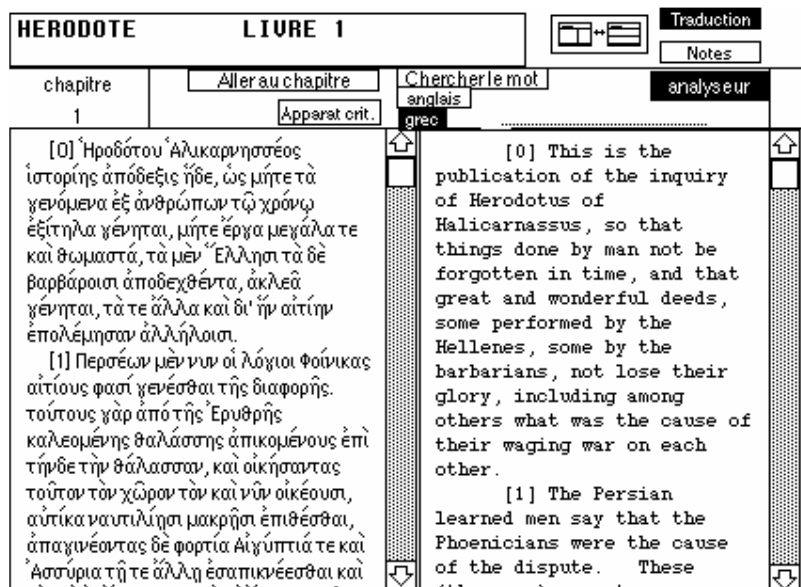 HERODOTE LIVRE 1
Traduction
Notes
chapitre
1
Aller au chapitre
Apparat crit.
Chercher le mot
anglais
grec
analyseur
[0] Ἡροδότου Ἁλικαρνησσέος
ἱστορίης ἀπόδεξις ἥδε, ὡς μήτε τὰ
γενόμενα ἐξ ἀνθρώπων τῷ χρόνῳ
ἐξίτηλα γένηται, μήτε ἔργα μεγάλα τε
καὶ θωμαστά, τὰ μὲν Ἕλλησι τὰ δὲ
βαρβάροισι ἀποδεχθέντα, ἀκλεᾶ
γένηται, τὰ τε ἄλλα καὶ δι' ἣν αἰτίην
ἐπολέμησαν ἀλλήλοισι.
[1] Περσέων μὲν νυν οἱ λόγιοι Φοίνικας
αἰτίους φασὶ γενέσθαι τῆς διαφορῆς.
τούτους γὰρ ἀπὸ τῆς Ἐρυθρῆς
καλεομένης θαλάσσης ἀπικομένους ἐπὶ
τήνδε τὴν θάλασσαν, καὶ οἰκήσαντας
τοῦτον τὸν χῶρον τὸν καὶ νῦν οἰκέουσι,
αὐτίκα ναυτιλίῃσι μακρῇσι ἐπιθέσθαι,
ἀπαγινέοντας δὲ φορτία Αἰγύπτιά τε καὶ
Ἀσσύρια τῇ τε ἄλλῃ ἐσαπικνέεσθαι καὶ
[0] This is the
publication of the inquiry
of Herodotus of
Halicarnassus, so that
things done by man not be
forgotten in time, and that
great and wonderful deeds,
some performed by the
Hellenes, some by the
barbarians, not lose their
glory, including among
others what was the cause of
their waging war on each
other.
[1] The Persian
learned men say that the
Phoenicians were the cause
of the dispute. These